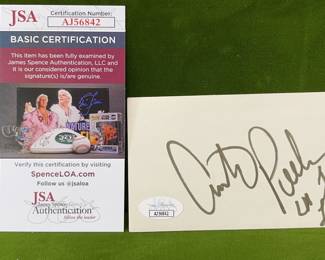 JSA
Certification Number:
AJ56842
BASIC CERTIFICATION
This item has been fully examined by
James Spence Authentication, LLC and
it is our considered opinion that the
signature(s) is/are genuine.
Verify this certification by visiting
SpenceLOA.com
Follow us @jsaloa
JSA
Authentication
JSA
AJ56842